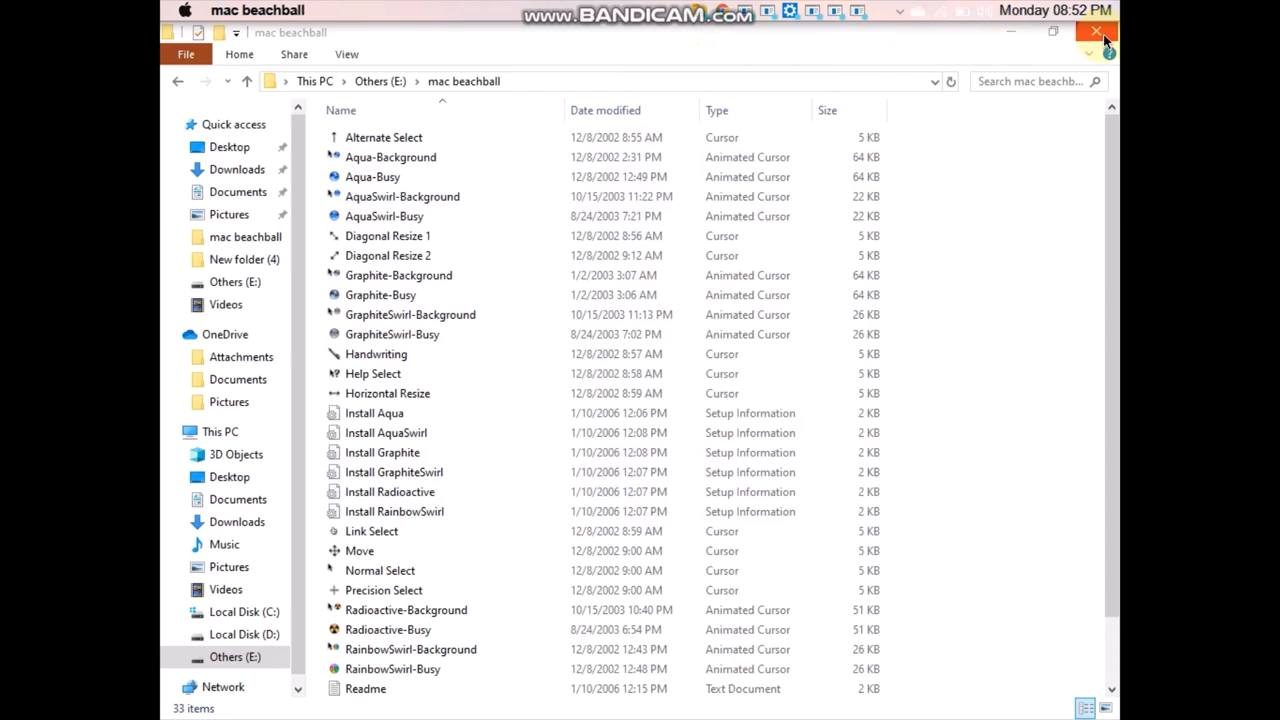 mac beachball
www.BANDICAM.com
Monday 08:52 PM
mac beachball
File Home Share View
This PC Others (E:) mac beachball
Search mac beachb...
Name Date modified Type Size
Quick access
Desktop
Downloads
Documents
Pictures
mac beachball
New folder (4)
Others (E:)
Videos
OneDrive
Attachments
Documents
Pictures
This PC
3D Objects
Desktop
Documents
Downloads
Music
Pictures
Videos
Local Disk (C:)
Local Disk (D:)
Others (E:)
Network
Alternate Select 12/8/2002 8:55 AM Cursor 5 KB
Aqua-Background 12/8/2002 2:31 PM Animated Cursor 64 KB
Aqua-Busy 12/8/2002 12:49 PM Animated Cursor 64 KB
AquaSwirl-Background 10/15/2003 11:22 PM Animated Cursor 22 KB
AquaSwirl-Busy 8/24/2003 7:21 PM Animated Cursor 22 KB
Diagonal Resize 1 12/8/2002 8:56 AM Cursor 5 KB
Diagonal Resize 2 12/8/2002 9:12 AM Cursor 5 KB
Graphite-Background 1/2/2003 3:07 AM Animated Cursor 64 KB
Graphite-Busy 1/2/2003 3:06 AM Animated Cursor 64 KB
GraphiteSwirl-Background 10/15/2003 11:13 PM Animated Cursor 26 KB
GraphiteSwirl-Busy 8/24/2003 7:02 PM Animated Cursor 26 KB
Handwriting 12/8/2002 8:57 AM Cursor 5 KB
Help Select 12/8/2002 8:58 AM Cursor 5 KB
Horizontal Resize 12/8/2002 8:59 AM Cursor 5 KB
Install Aqua 1/10/2006 12:06 PM Setup Information 2 KB
Install AquaSwirl 1/10/2006 12:08 PM Setup Information 2 KB
Install Graphite 1/10/2006 12:08 PM Setup Information 2 KB
Install GraphiteSwirl 1/10/2006 12:07 PM Setup Information 2 KB
Install Radioactive 1/10/2006 12:07 PM Setup Information 2 KB
Install RainbowSwirl 1/10/2006 12:07 PM Setup Information 2 KB
Link Select 12/8/2002 8:59 AM Cursor 5 KB
Move 12/8/2002 9:00 AM Cursor 5 KB
Normal Select 12/8/2002 9:00 AM Cursor 5 KB
Precision Select 12/8/2002 9:00 AM Cursor 5 KB
Radioactive-Background 10/15/2003 10:40 PM Animated Cursor 51 KB
Radioactive-Busy 8/24/2003 6:54 PM Animated Cursor 51 KB
RainbowSwirl-Background 12/8/2002 12:43 PM Animated Cursor 26 KB
RainbowSwirl-Busy 12/8/2002 12:48 PM Animated Cursor 26 KB
Readme 1/10/2006 12:15 PM Text Document 2 KB
33 items